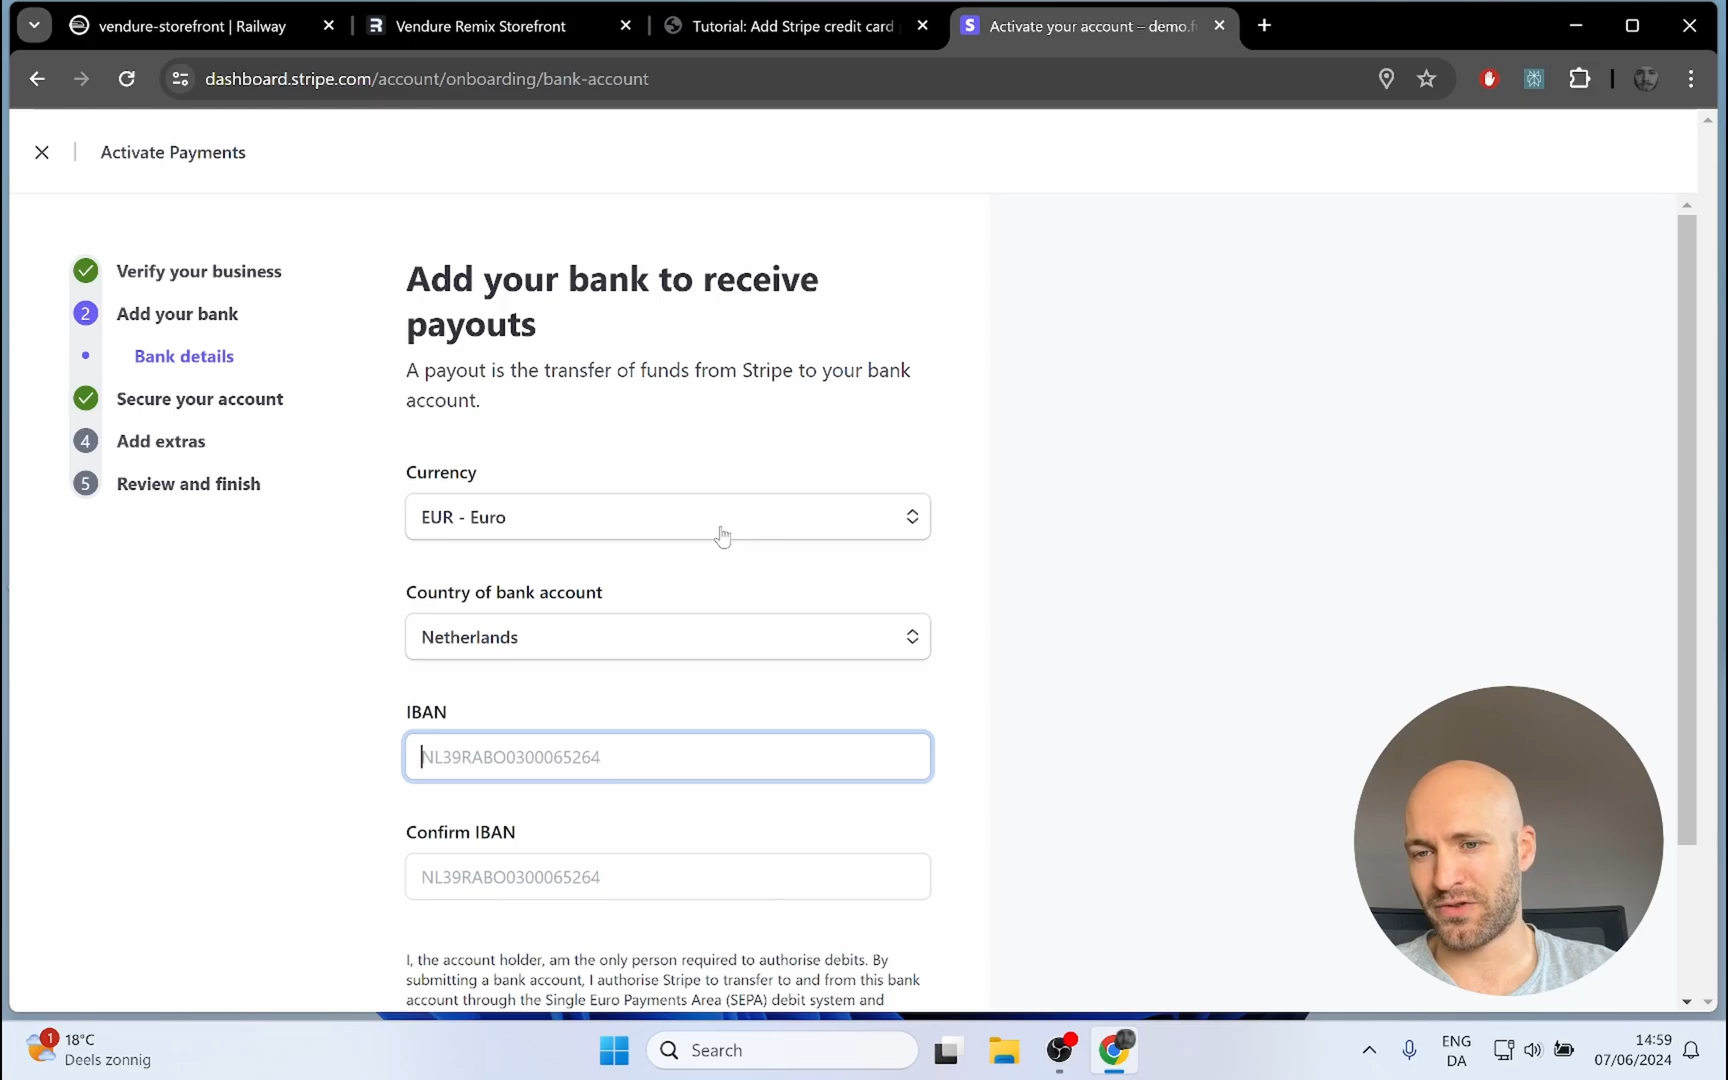 vendure-storefront | Railway
Vendure Remix Storefront
Tutorial: Add Stripe credit card
Activate your account – demo.f
dashboard.stripe.com/account/onboarding/bank-account
Activate Payments
Verify your business
2 Add your bank
Bank details
Secure your account
4 Add extras
5 Review and finish
Add your bank to receive
payouts
A payout is the transfer of funds from Stripe to your bank
account.
Currency
EUR - Euro
Country of bank account
Netherlands
IBAN
NL39RABO0300065264
Confirm IBAN
NL39RABO0300065264
I, the account holder, am the only person required to authorise debits. By
submitting a bank account, I authorise Stripe to transfer to and from this bank
account through the Single Euro Payments Area (SEPA) debit system and
1
18°C
Deels zonnig
Search
ENG
DA
14:59
07/06/2024